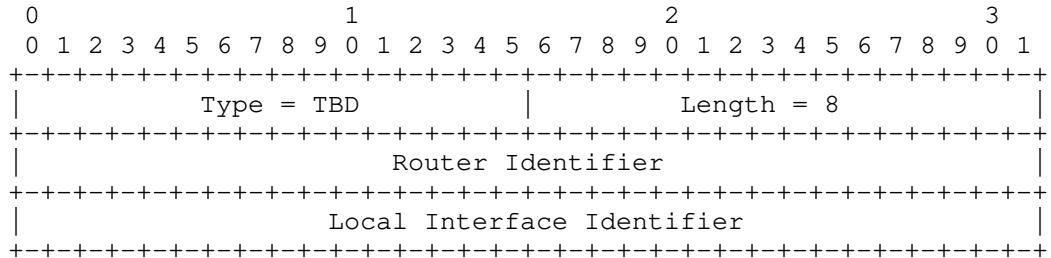 0                   1                   2                   3
 0 1 2 3 4 5 6 7 8 9 0 1 2 3 4 5 6 7 8 9 0 1 2 3 4 5 6 7 8 9 0 1
+-+-+-+-+-+-+-+-+-+-+-+-+-+-+-+-+-+-+-+-+-+-+-+-+-+-+-+-+-+-+-+-+
|           Type = TBD          |         Length = 8            |
+-+-+-+-+-+-+-+-+-+-+-+-+-+-+-+-+-+-+-+-+-+-+-+-+-+-+-+-+-+-+-+-+
|                       Router Identifier                       |
+-+-+-+-+-+-+-+-+-+-+-+-+-+-+-+-+-+-+-+-+-+-+-+-+-+-+-+-+-+-+-+-+
|                   Local Interface Identifier                  |
+-+-+-+-+-+-+-+-+-+-+-+-+-+-+-+-+-+-+-+-+-+-+-+-+-+-+-+-+-+-+-+-+